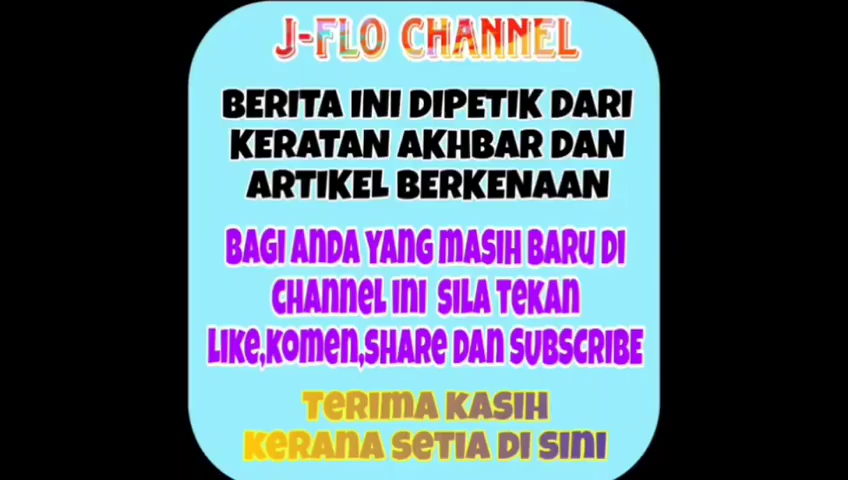 J-FLO CHANNEL
BERITA INI DIPETIK DARI
KERATAN AKHBAR DAN
ARTIKEL BERKENAAN
BAGI ANDA YANG MASIH BARU DI
CHANNEL INI SILA TEKAN
LIKE,KOMEN,SHARE DAN SUBSCRIBE
TERIMA KASIH
KERANA SETIA DI SINI